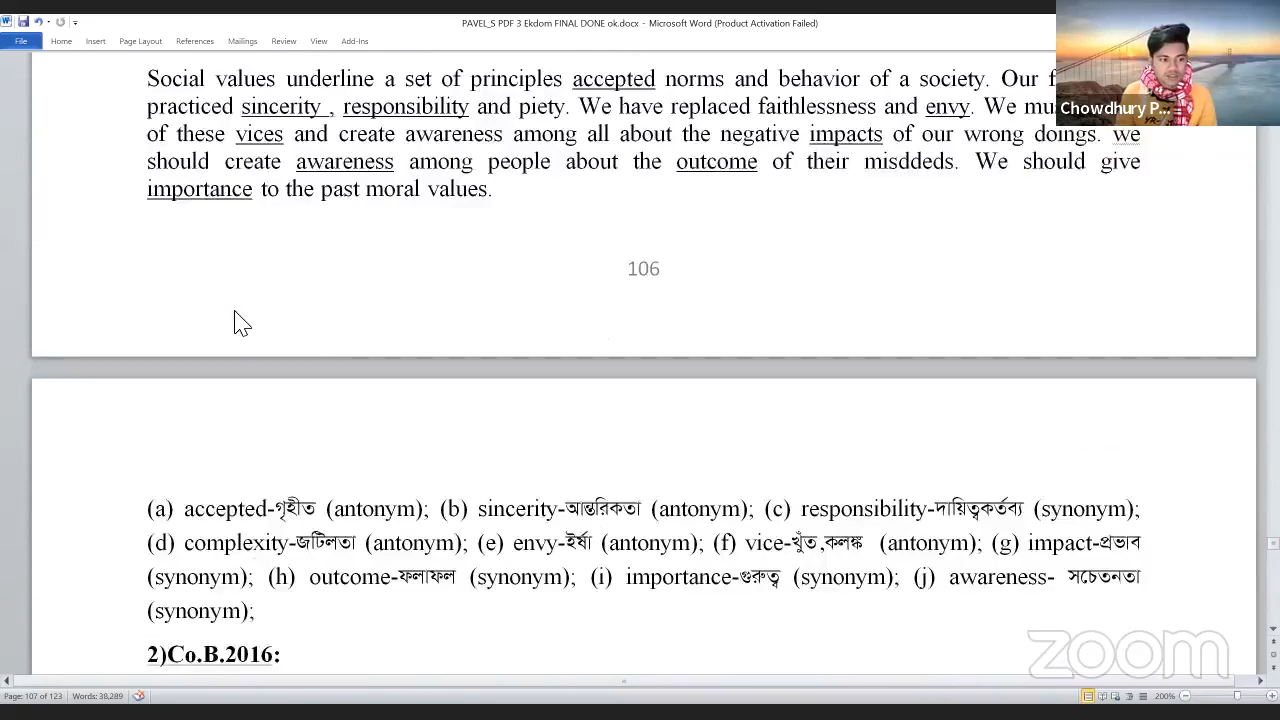 PAVEL_S PDF 3 Ekdom FINAL DONE ok.docx - Microsoft Word (Product Activation Failed)
File Home Insert Page Layout References Mailings Review View Add-Ins
Social values underline a set of principles accepted norms and behavior of a society. Our f
practiced sincerity , responsibility and piety. We have replaced faithlessness and envy. We mu
Chowdhury P...
of these vices and create awareness among all about the negative impacts of our wrong doings. we
should create awareness among people about the outcome of their misddeds. We should give
importance to the past moral values.
106
(a) accepted-গৃহীত (antonym); (b) sincerity-আন্তরিকতা (antonym); (c) responsibility-দায়িত্বকর্তব্য (synonym);
(d) complexity-জটিলতা (antonym); (e) envy-ইর্ষা (antonym); (f) vice-খুঁত,কলঙ্ক (antonym); (g) impact-প্রভাব
(synonym); (h) outcome-ফলাফল (synonym); (i) importance-গুরুত্ব (synonym); (j) awareness- সচেতনতা
(synonym);
2)Co.B.2016:
zoom
Page: 107 of 123 Words: 38,289 200%